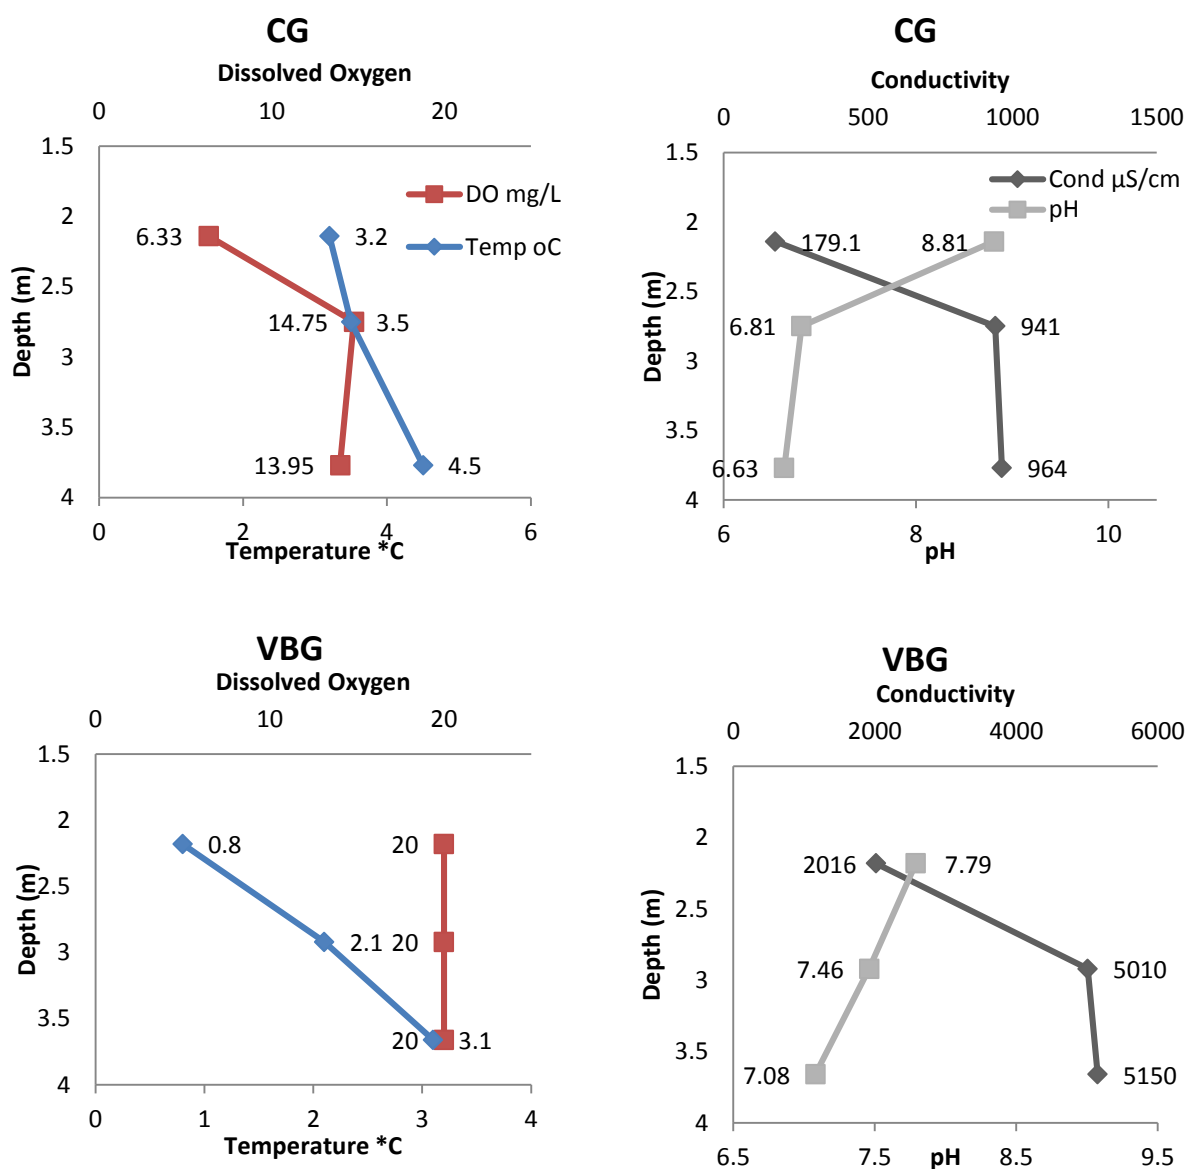 CG
Dissolved Oxygen
0 10 20
1.5
2
2.5
3
3.5
4
Depth (m)
DO mg/L
Temp oC
6.33 3.2
14.75 3.5
13.95 4.5
0 2 4 6
Temperature *C
CG
Conductivity
0 500 1000 1500
1.5
2
2.5
3
3.5
4
Depth (m)
Cond µS/cm
pH
179.1 8.81
6.81 941
6.63 964
6 8 10
pH
VBG
Dissolved Oxygen
0 10 20
1.5
2
2.5
3
3.5
4
Depth (m)
0.8 20
2.1 20
20 3.1
0 1 2 3 4
Temperature *C
VBG
Conductivity
0 2000 4000 6000
1.5
2
2.5
3
3.5
4
Depth (m)
2016 7.79
7.46 5010
7.08 5150
6.5 7.5 8.5 9.5
pH